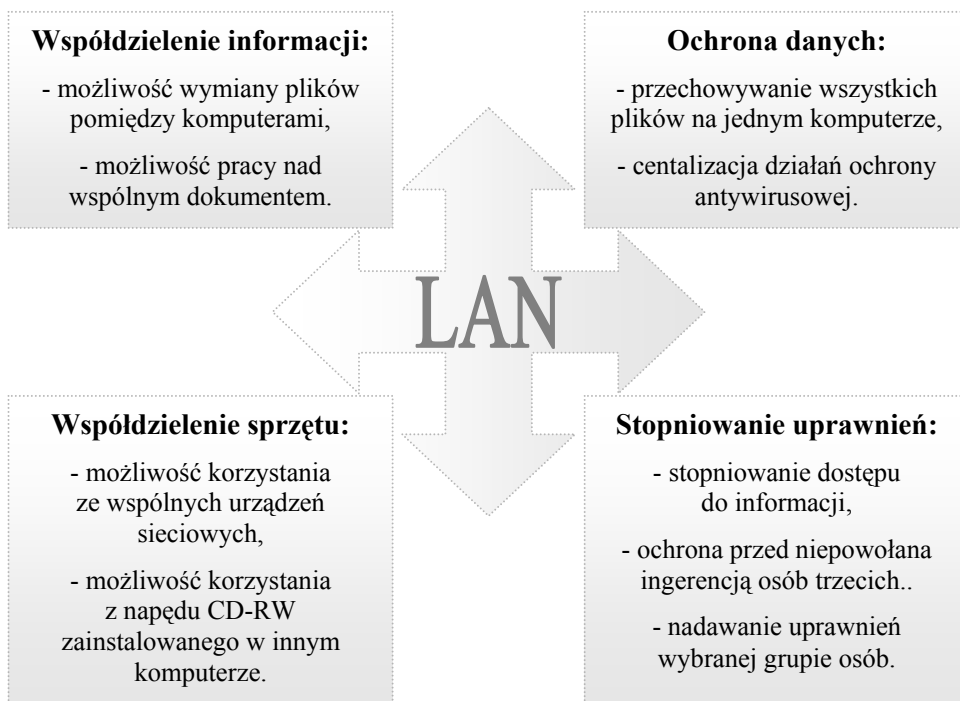 Współdzielenie informacji:
- możliwość wymiany plików
pomiędzy komputerami,
- możliwość pracy nad
wspólnym dokumentem.
Ochrona danych:
- przechowywanie wszystkich
plików na jednym komputerze,
- centalizacja działań ochrony
antywirusowej.
LAN
Współdzielenie sprzętu:
- możliwość korzystania
ze wspólnych urządzeń
sieciowych,
- możliwość korzystania
z napędu CD-RW
zainstalowanego w innym
komputerze.
Stopniowanie uprawnień:
- stopniowanie dostępu
do informacji,
- ochrona przed niepowołana
ingerencją osób trzecich..
- nadawanie uprawnień
wybranej grupie osób.